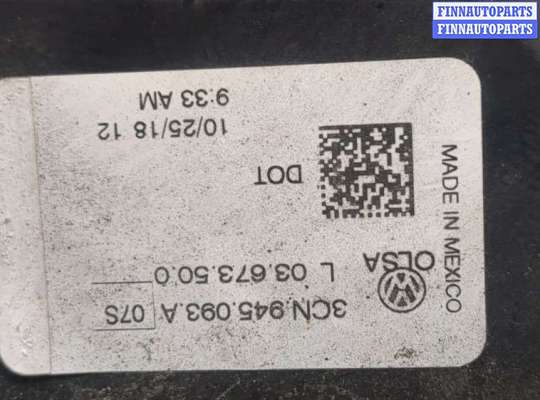 FINNAUTOPARTS
FINNAUTOPARTS
MADE IN MEXICO
OLSA
3CN.945.093.A 07S
L 03.673.50.0
DOT
10/25/18 12
9:33 AM